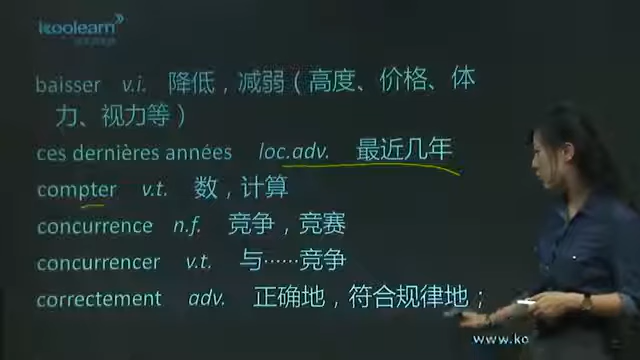 koolearn
baisser v.i. 降低，减弱（高度、价格、体
力、视力等）
ces dernières années loc.adv. 最近几年
compter v.t. 数，计算
concurrence n.f. 竞争，竞赛
concurrencer v.t. 与……竞争
correctement adv. 正确地，符合规律地；
www.ko